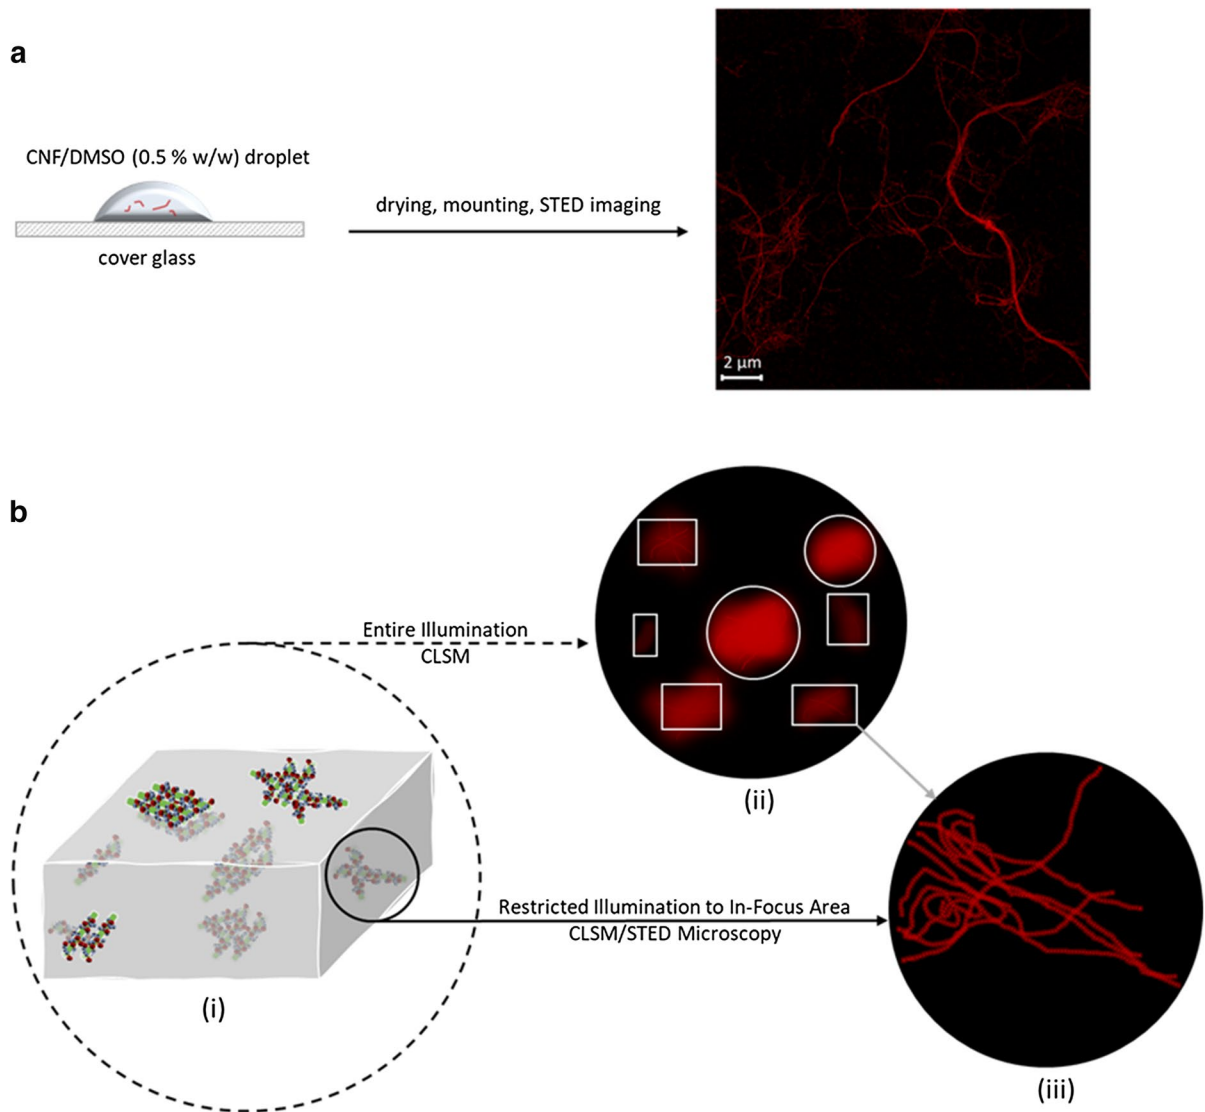 a
CNF/DMSO (0.5 % w/w) droplet
cover glass
drying, mounting, STED imaging
2 µm
b
Entire Illumination
CLSM
(ii)
Restricted Illumination to In-Focus Area
CLSM/STED Microscopy
(i)
(iii)